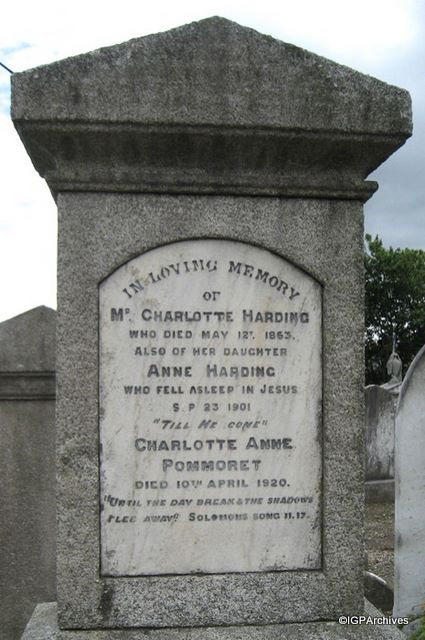 IN LOVING MEMORY
OF
Mrs CHARLOTTE HARDING
WHO DIED MAY 12th 1863.
ALSO OF HER DAUGHTER
ANNE HARDING
WHO FELL ASLEEP IN JESUS
S P 23 1901
"TILL HE COME"
CHARLOTTE ANNE
POMMORET
DIED 10TH APRIL 1920.
"UNTIL THE DAY BREAK & THE SHADOWS
FLEE AWAY" SOLOMONS SONG 11.17.
©IGPArchives